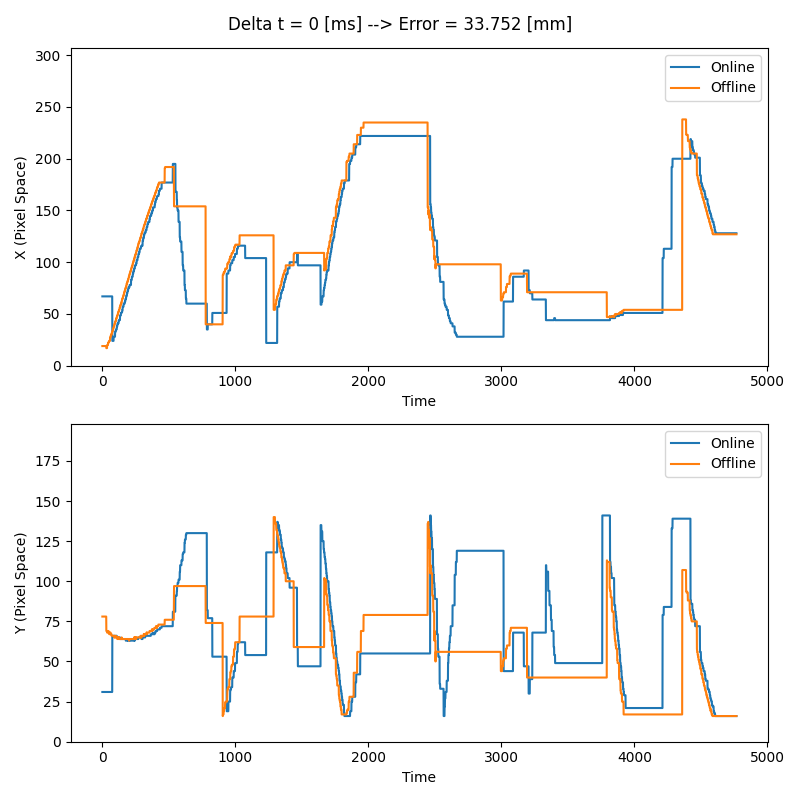 Delta t = 0 [ms] --> Error = 33.752 [mm]
300
250
200
150
100
50
0
X (Pixel Space)
Online
Offline
0 1000 2000 3000 4000 5000
Time
175
150
125
100
75
50
25
0
Y (Pixel Space)
Online
Offline
0 1000 2000 3000 4000 5000
Time